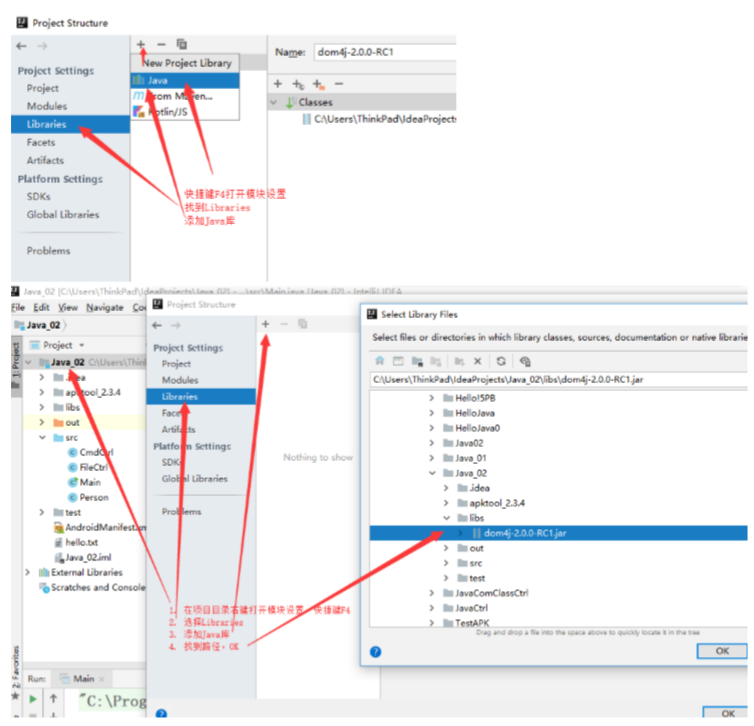 Project Structure
New Project Library
Java
From Maven...
Kotlin/JS
Name: dom4j-2.0.0-RC1
Project Settings
Project
Modules
Libraries
Facets
Artifacts
Platform Settings
SDKs
Global Libraries
Problems
Classes
C:\Users\ThinkPad\IdeaProjects
快捷键F4打开模块设置
找到Libraries
添加Java库
Java_02 [C:\Users\ThinkPad\IdeaProjects\Java_02] - ...\src\Main.java [Java_02] - IntelliJ IDEA
File Edit View Navigate
Java_02
1: Project
Project
Java_02 C:\Users\Think
.idea
apktool_2.3.4
libs
out
src
CmdCtrl
FileCtrl
Main
Person
test
AndroidManifest.xm
hello.txt
Java_02.iml
External Libraries
Scratches and Console
2: Favorites
Run: Main
"C:\Prog
Project Structure
Project Settings
Project
Modules
Libraries
Facets
Artifacts
Platform Settings
SDKs
Global Libraries
Problems
Nothing to show
1. 在项目目录右键打开模块设置，快捷键F4
2. 选择Libraries
3. 添加Java库
4. 找到路径，OK
Select Library Files
Select files or directories in which library classes, sources, documentation or native librarie
C:\Users\ThinkPad\IdeaProjects\Java_02\libs\dom4j-2.0.0-RC1.jar
Hello15PB
HelloJava
HelloJava0
Java02
Java_01
Java_02
.idea
apktool_2.3.4
libs
dom4j-2.0.0-RC1.jar
out
src
test
JavaComClassCtrl
JavaCtrl
TestAPK
Drag and drop a file into the space above to quickly locate it in the tree
OK
OK